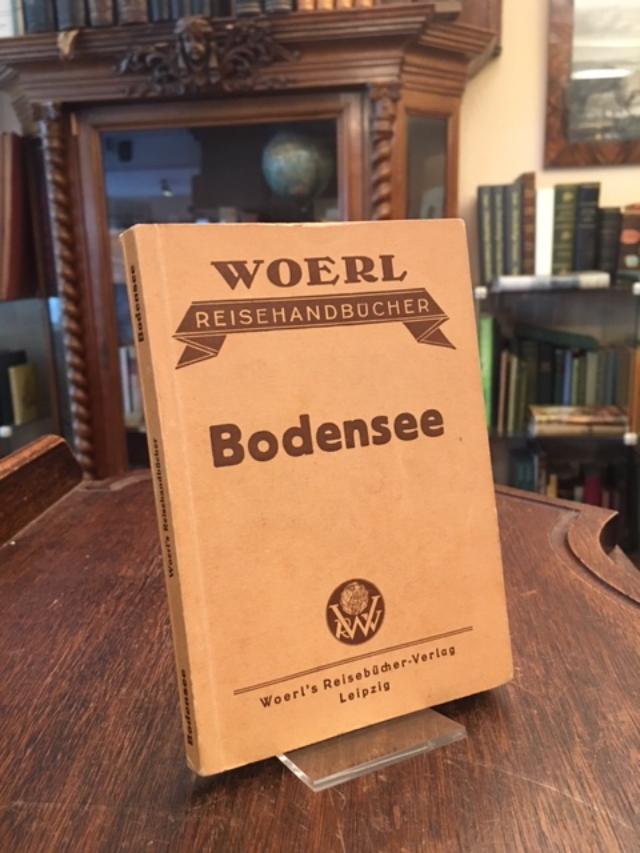 WOERL
REISEHANDBÜCHER
Bodensee
Woerl's Reisebücher-Verlag
Leipzig
Bodensee
Woerl's Reisehandbücher
Bodensee